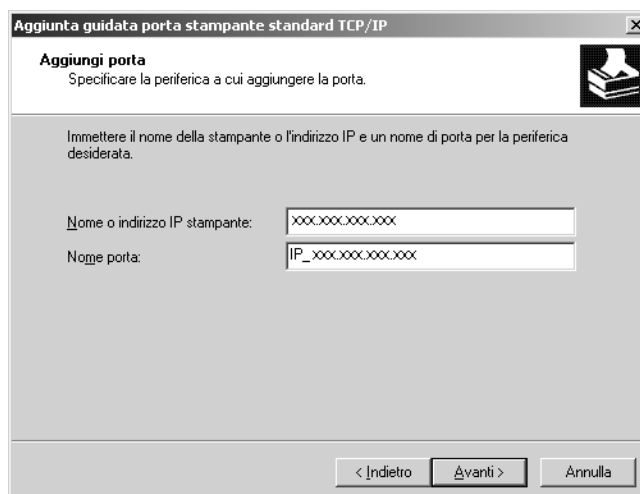 Aggiunta guidata porta stampante standard TCP/IP
Aggiungi porta
Specificare la periferica a cui aggiungere la porta.
Immettere il nome della stampante o l'indirizzo IP e un nome di porta per la periferica
desiderata.
Nome o indirizzo IP stampante: xxx.xxx.xxx.xxx
Nome porta: IP_xxx.xxx.xxx.xxx
< Indietro Avanti > Annulla